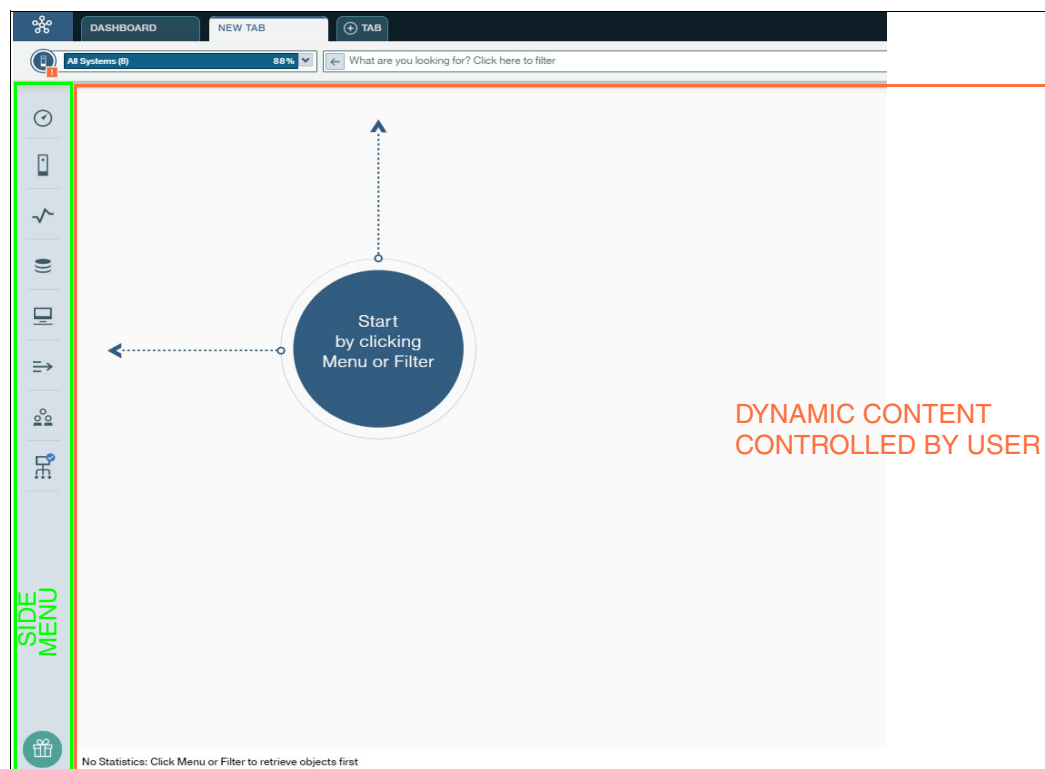 DASHBOARD
NEW TAB
TAB
All Systems (8) 88%
What are you looking for? Click here to filter
!
Start
by clicking
Menu or Filter
DYNAMIC CONTENT
CONTROLLED BY USER
SIDE
MENU
No Statistics: Click Menu or Filter to retrieve objects first